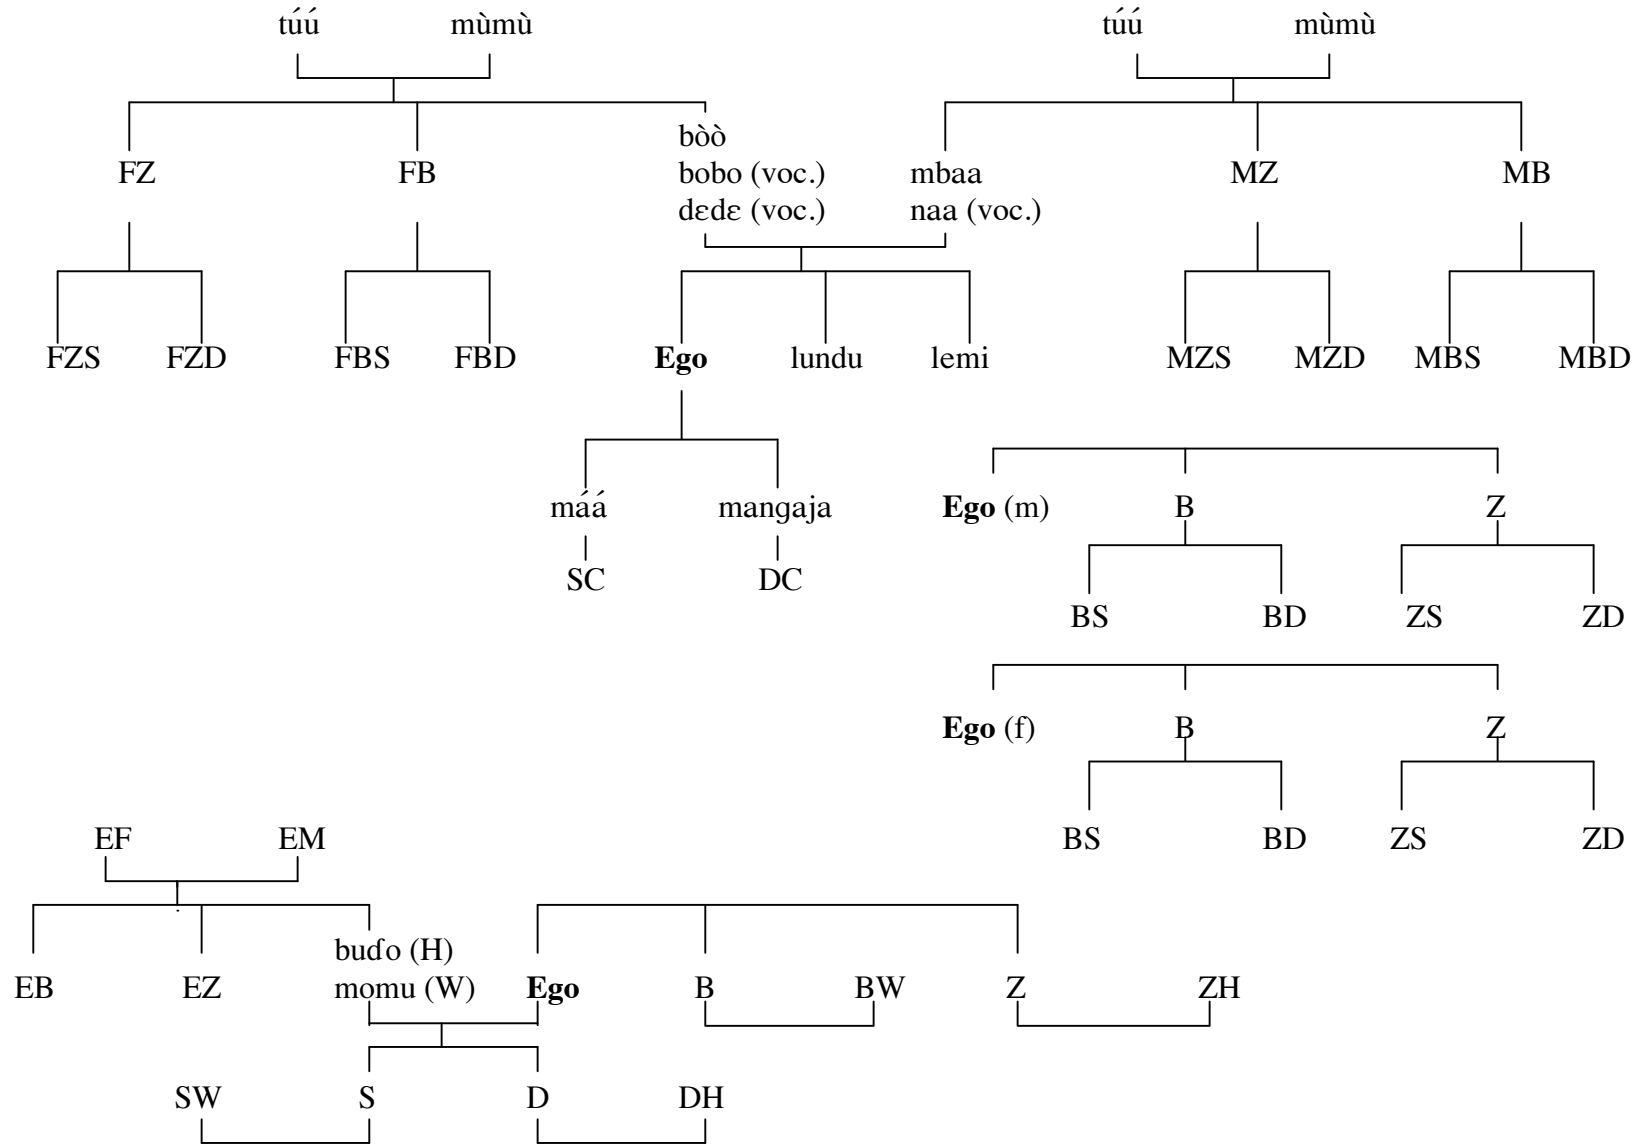 túú mùmù túú mùmù
bòò
FZ FB bobo (voc.) mbaa MZ MB
dɛdɛ (voc.) naa (voc.)
FZS FZD FBS FBD Ego lundu lemi MZS MZD MBS MBD
máá mangaja Ego (m) B Z
SC DC
BS BD ZS ZD
Ego (f) B Z
EF EM BS BD ZS ZD
buɗo (H)
EB EZ momu (W) Ego B BW Z ZH
SW S D DH